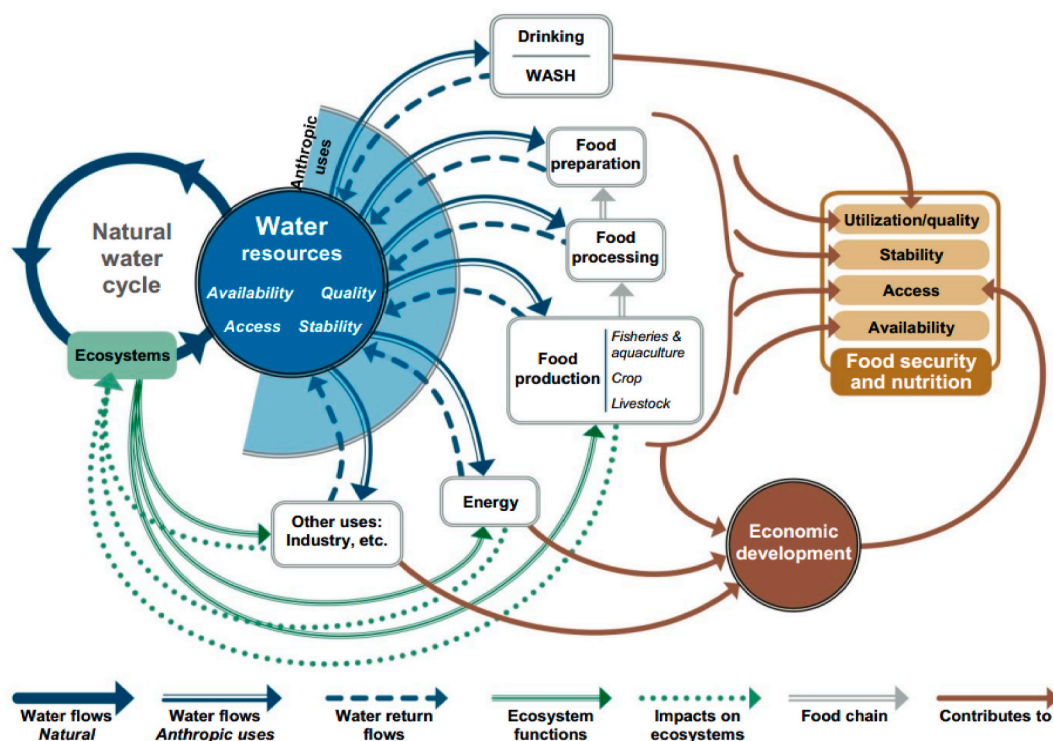 Drinking
WASH
Anthropic
uses
Food
preparation
Natural
water
cycle
Water
resources
Availability Quality
Access Stability
Food
processing
Utilization/quality
Stability
Access
Availability
Food security
and nutrition
Ecosystems
Food
production
Fisheries &
aquaculture
Crop
Livestock
Other uses:
Industry, etc.
Energy
Economic
development
Water flows
Natural
Water flows
Anthropic uses
Water return
flows
Ecosystem
functions
Impacts on
ecosystems
Food chain
Contributes to